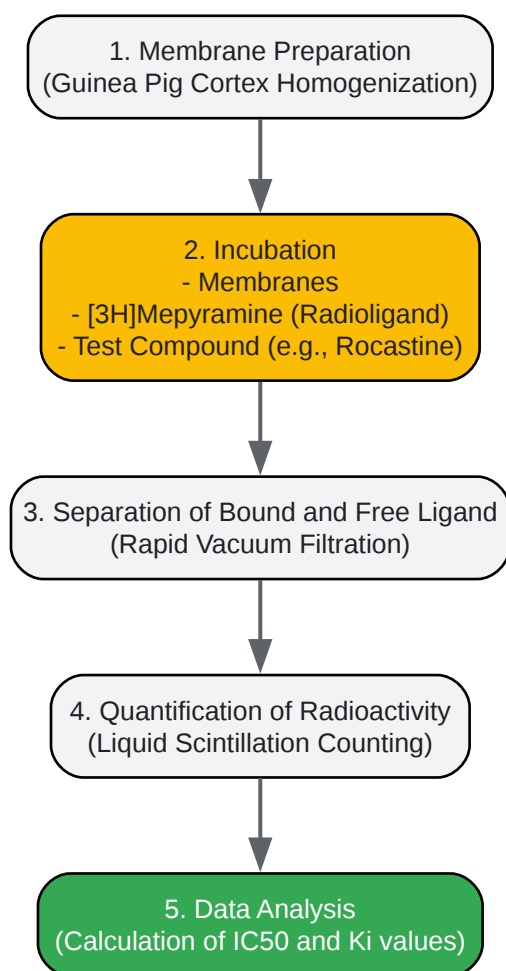 1. Membrane Preparation
(Guinea Pig Cortex Homogenization)
2. Incubation
- Membranes
- [3H]Mepyramine (Radioligand)
- Test Compound (e.g., Rocastine)
3. Separation of Bound and Free Ligand
(Rapid Vacuum Filtration)
4. Quantification of Radioactivity
(Liquid Scintillation Counting)
5. Data Analysis
(Calculation of IC50 and Ki values)